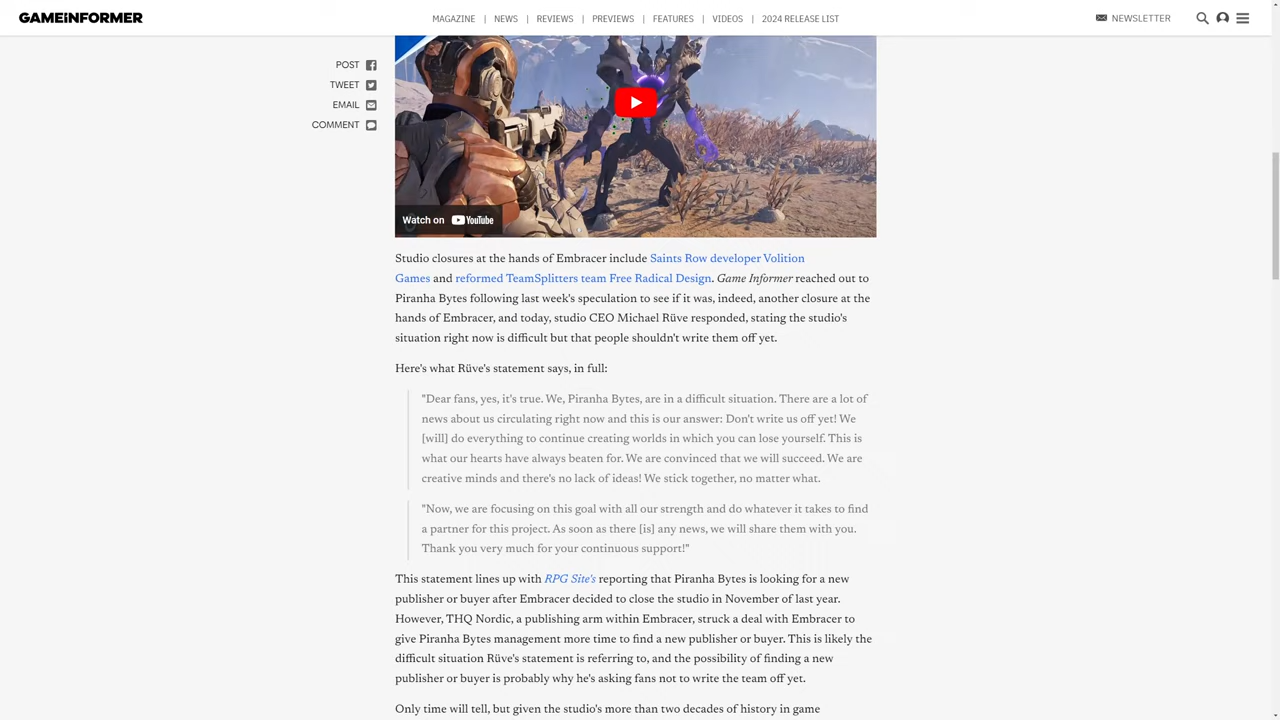 GAMEINFORMER
MAGAZINE | NEWS | REVIEWS | PREVIEWS | FEATURES | VIDEOS | 2024 RELEASE LIST
NEWSLETTER
POST
TWEET
EMAIL
COMMENT
Watch on YouTube
Studio closures at the hands of Embracer include Saints Row developer Volition
Games and reformed TeamSplitters team Free Radical Design. Game Informer reached out to
Piranha Bytes following last week's speculation to see if it was, indeed, another closure at the
hands of Embracer, and today, studio CEO Michael Rüve responded, stating the studio's
situation right now is difficult but that people shouldn't write them off yet.
Here's what Rüve's statement says, in full:
"Dear fans, yes, it's true. We, Piranha Bytes, are in a difficult situation. There are a lot of
news about us circulating right now and this is our answer: Don't write us off yet! We
[will] do everything to continue creating worlds in which you can lose yourself. This is
what our hearts have always beaten for. We are convinced that we will succeed. We are
creative minds and there's no lack of ideas! We stick together, no matter what.
"Now, we are focusing on this goal with all our strength and do whatever it takes to find
a partner for this project. As soon as there [is] any news, we will share them with you.
Thank you very much for your continuous support!"
This statement lines up with RPG Site's reporting that Piranha Bytes is looking for a new
publisher or buyer after Embracer decided to close the studio in November of last year.
However, THQ Nordic, a publishing arm within Embracer, struck a deal with Embracer to
give Piranha Bytes management more time to find a new publisher or buyer. This is likely the
difficult situation Rüve's statement is referring to, and the possibility of finding a new
publisher or buyer is probably why he's asking fans not to write the team off yet.
Only time will tell, but given the studio's more than two decades of history in game